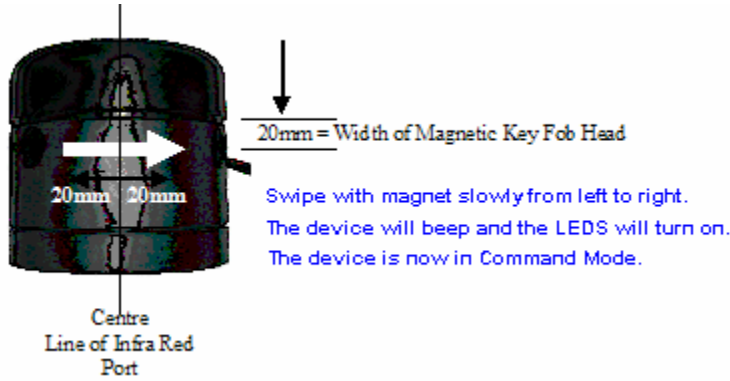 20mm = Width of Magnetic Key Fob Head
20mm 20mm
Swipe with magnet slowly from left to right.
The device will beep and the LEDS will turn on.
The device is now in Command Mode.
Centre
Line of Infra Red
Port